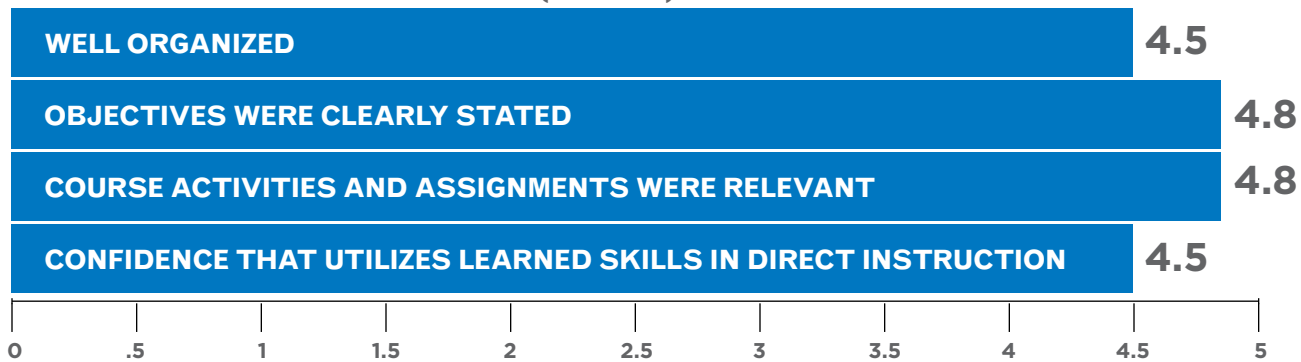 WELL ORGANIZED 4.5
OBJECTIVES WERE CLEARLY STATED 4.8
COURSE ACTIVITIES AND ASSIGNMENTS WERE RELEVANT 4.8
CONFIDENCE THAT UTILIZES LEARNED SKILLS IN DIRECT INSTRUCTION 4.5
0 .5 1 1.5 2 2.5 3 3.5 4 4.5 5